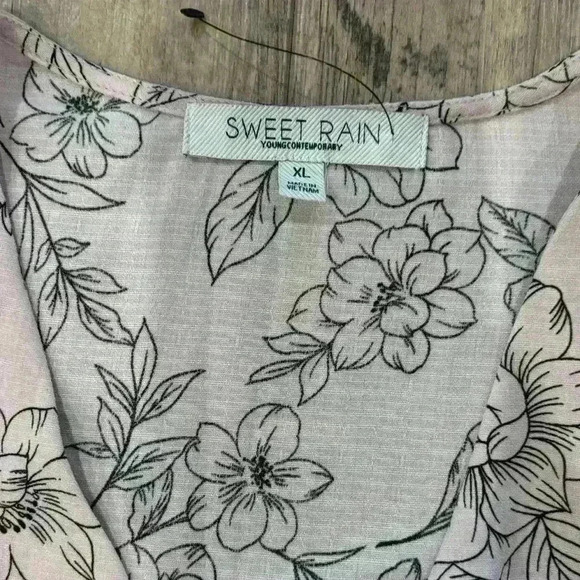 SWEET RAIN
YOUNGCONTEMPORARY
XL
MADE IN
VIETNAM